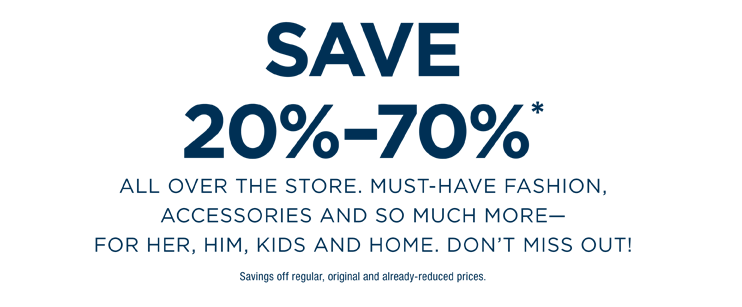 SAVE
20%–70%*
ALL OVER THE STORE. MUST-HAVE FASHION,
ACCESSORIES AND SO MUCH MORE—
FOR HER, HIM, KIDS AND HOME. DON’T MISS OUT!
Savings off regular, original and already-reduced prices.